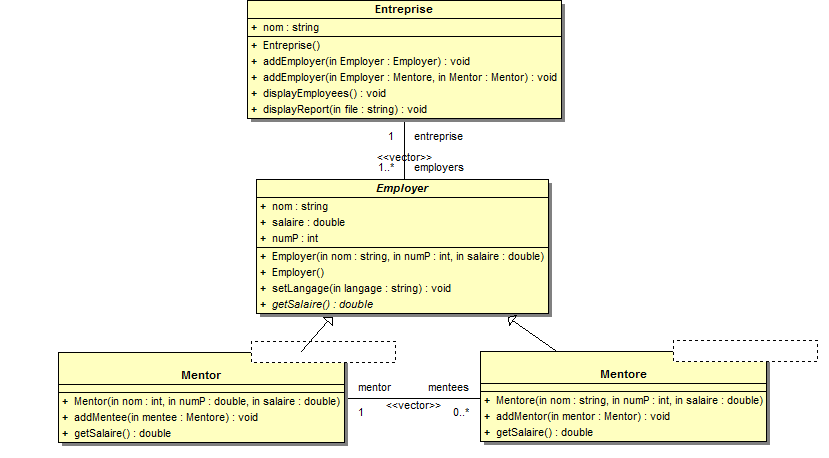 Entreprise
+ nom : string
+ Entreprise()
+ addEmployer(in Employer : Employer) : void
+ addEmployer(in Employer : Mentore, in Mentor : Mentor) : void
+ displayEmployees() : void
+ displayReport(in file : string) : void
1 entreprise
<<vector>>
1..* employers
Employer
+ nom : string
+ salaire : double
+ numP : int
+ Employer(in nom : string, in numP : int, in salaire : double)
+ Employer()
+ setLangage(in langage : string) : void
+ getSalaire() : double
Mentor
+ Mentor(in nom : int, in numP : double, in salaire : double)
+ addMentee(in mentee : Mentore) : void
+ getSalaire() : double
mentor mentees
<<vector>>
1 0..*
Mentore
+ Mentore(in nom : string, in numP : int, in salaire : double)
+ addMentor(in mentor : Mentor) : void
+ getSalaire() : double